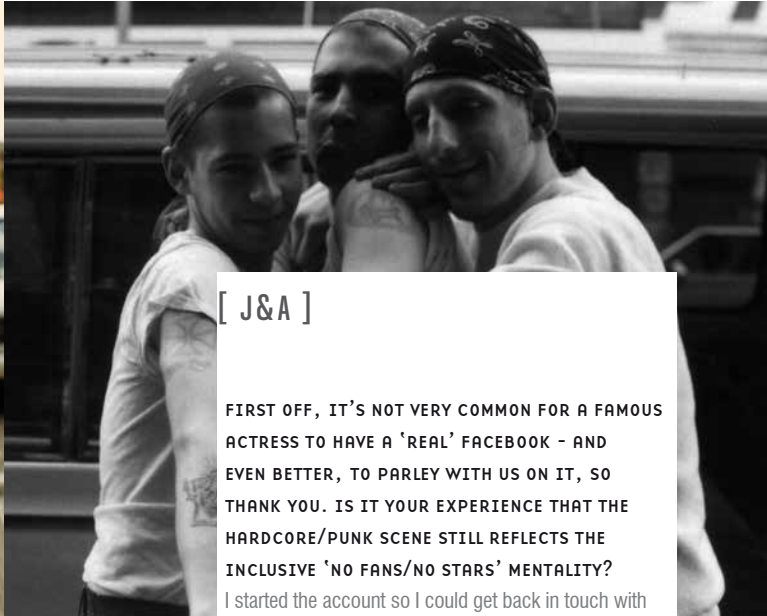 [ J&A ]
FIRST OFF, IT'S NOT VERY COMMON FOR A FAMOUS
ACTRESS TO HAVE A 'REAL' FACEBOOK - AND
EVEN BETTER, TO PARLEY WITH US ON IT, SO
THANK YOU. IS IT YOUR EXPERIENCE THAT THE
HARDCORE/PUNK SCENE STILL REFLECTS THE
INCLUSIVE 'NO FANS/NO STARS' MENTALITY?
I started the account so I could get back in touch with